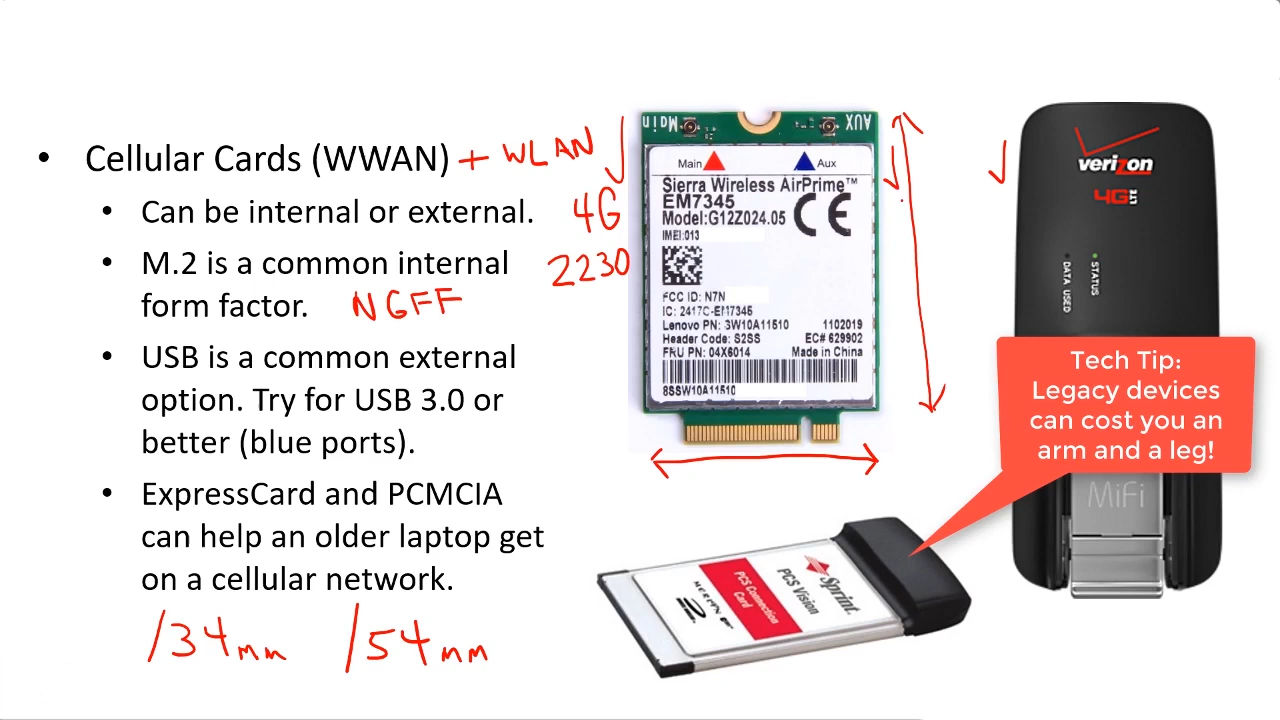 • Cellular Cards (WWAN) + WLAN
• Can be internal or external.
4G
• M.2 is a common internal
form factor. NGFF
2230
• USB is a common external
option. Try for USB 3.0 or
better (blue ports).
• ExpressCard and PCMCIA
can help an older laptop get
on a cellular network.
/34mm /54mm
Main AUX
Main Aux
Sierra Wireless AirPrime™
EM7345
Model:G12Z024.05 CE
IMEI:013
FCC ID: N7N
IC: 2417C-EM7345
Lenovo PN: 3W10A11510 1102019
Header Code: S2SS EC# 629902
FRU PN: 04X6014 Made in China
8SSW10A11510
verizon
4G LTE
STATUS
DATA USED
Tech Tip:
Legacy devices
can cost you an
arm and a leg!
MiFi
Sprint
PCS Vision
PCS Connection
Card
MERLIN